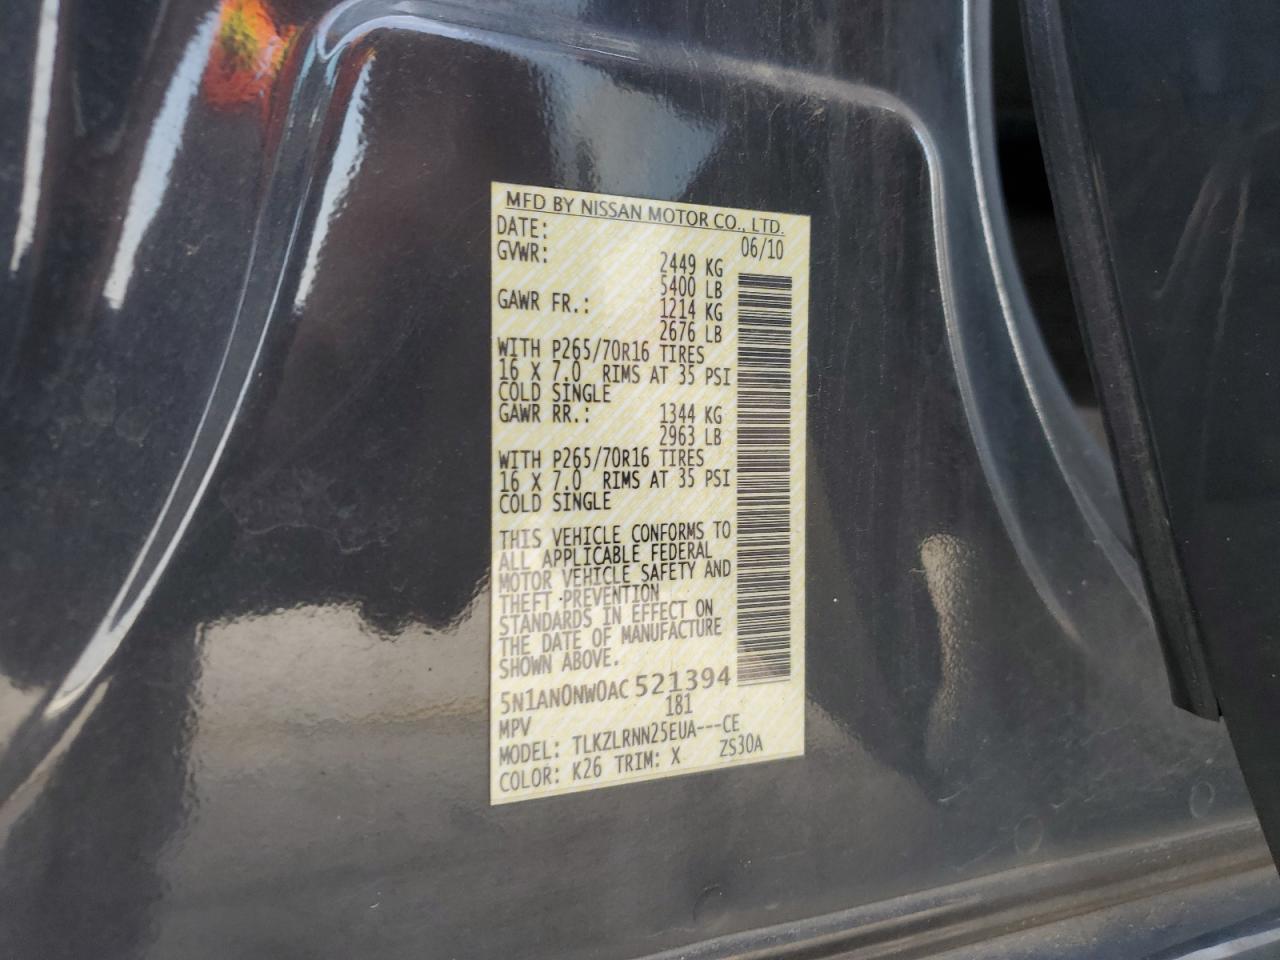 MFD BY NISSAN MOTOR CO., LTD.
DATE: 06/10
GVWR: 2449 KG
5400 LB
GAWR FR.: 1214 KG
2676 LB
WITH P265/70R16 TIRES
16 X 7.0 RIMS AT 35 PSI
COLD SINGLE
GAWR RR.: 1344 KG
2963 LB
WITH P265/70R16 TIRES
16 X 7.0 RIMS AT 35 PSI
COLD SINGLE
THIS VEHICLE CONFORMS TO
ALL APPLICABLE FEDERAL
MOTOR VEHICLE SAFETY AND
THEFT PREVENTION
STANDARDS IN EFFECT ON
THE DATE OF MANUFACTURE
SHOWN ABOVE.
5N1AN0NW0AC 521394
MPV 181
MODEL: TLKZLRNN25EUA---CE
COLOR: K26 TRIM: X ZS30A